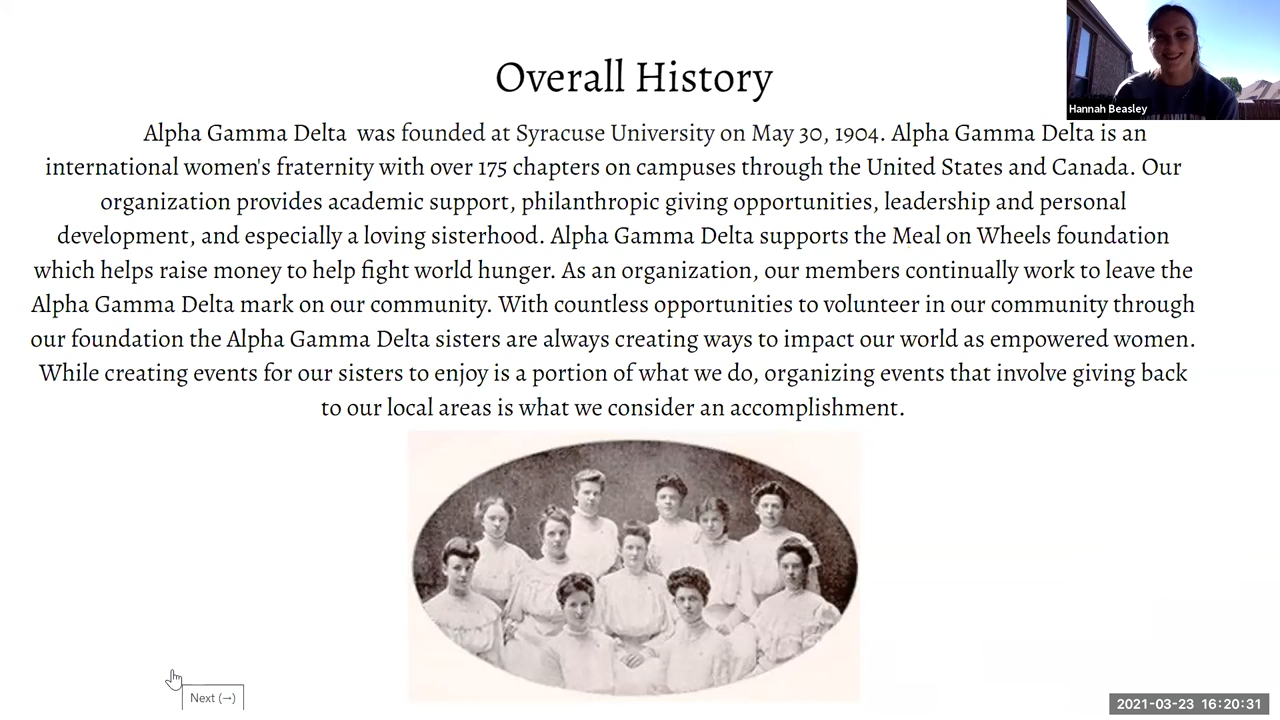 Overall History
Hannah Beasley
Alpha Gamma Delta was founded at Syracuse University on May 30, 1904. Alpha Gamma Delta is an
international women's fraternity with over 175 chapters on campuses through the United States and Canada. Our
organization provides academic support, philanthropic giving opportunities, leadership and personal
development, and especially a loving sisterhood. Alpha Gamma Delta supports the Meal on Wheels foundation
which helps raise money to help fight world hunger. As an organization, our members continually work to leave the
Alpha Gamma Delta mark on our community. With countless opportunities to volunteer in our community through
our foundation the Alpha Gamma Delta sisters are always creating ways to impact our world as empowered women.
While creating events for our sisters to enjoy is a portion of what we do, organizing events that involve giving back
to our local areas is what we consider an accomplishment.
Next (→)
2021-03-23 16:20:31